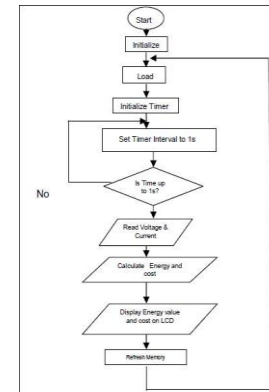 Start
Initialize
Load
Initialize Timer
Set Timer Interval to 1s
Is Time up
to 1s?
No
Read Voltage &
Current
Calculate Energy and
cost
Display Energy value
and cost on LCD
Refresh Memory